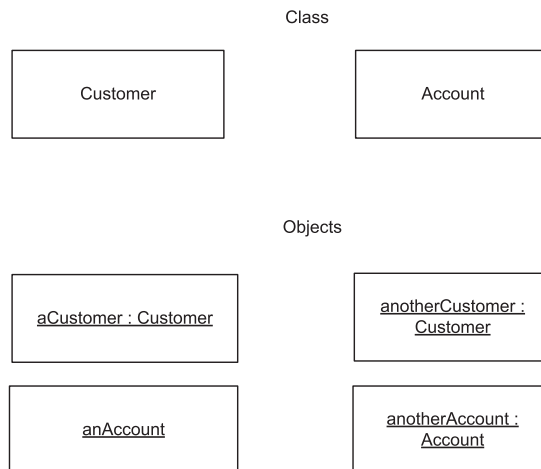 Class
Customer
Account
Objects
aCustomer : Customer
anotherCustomer :
Customer
anAccount
anotherAccount :
Account